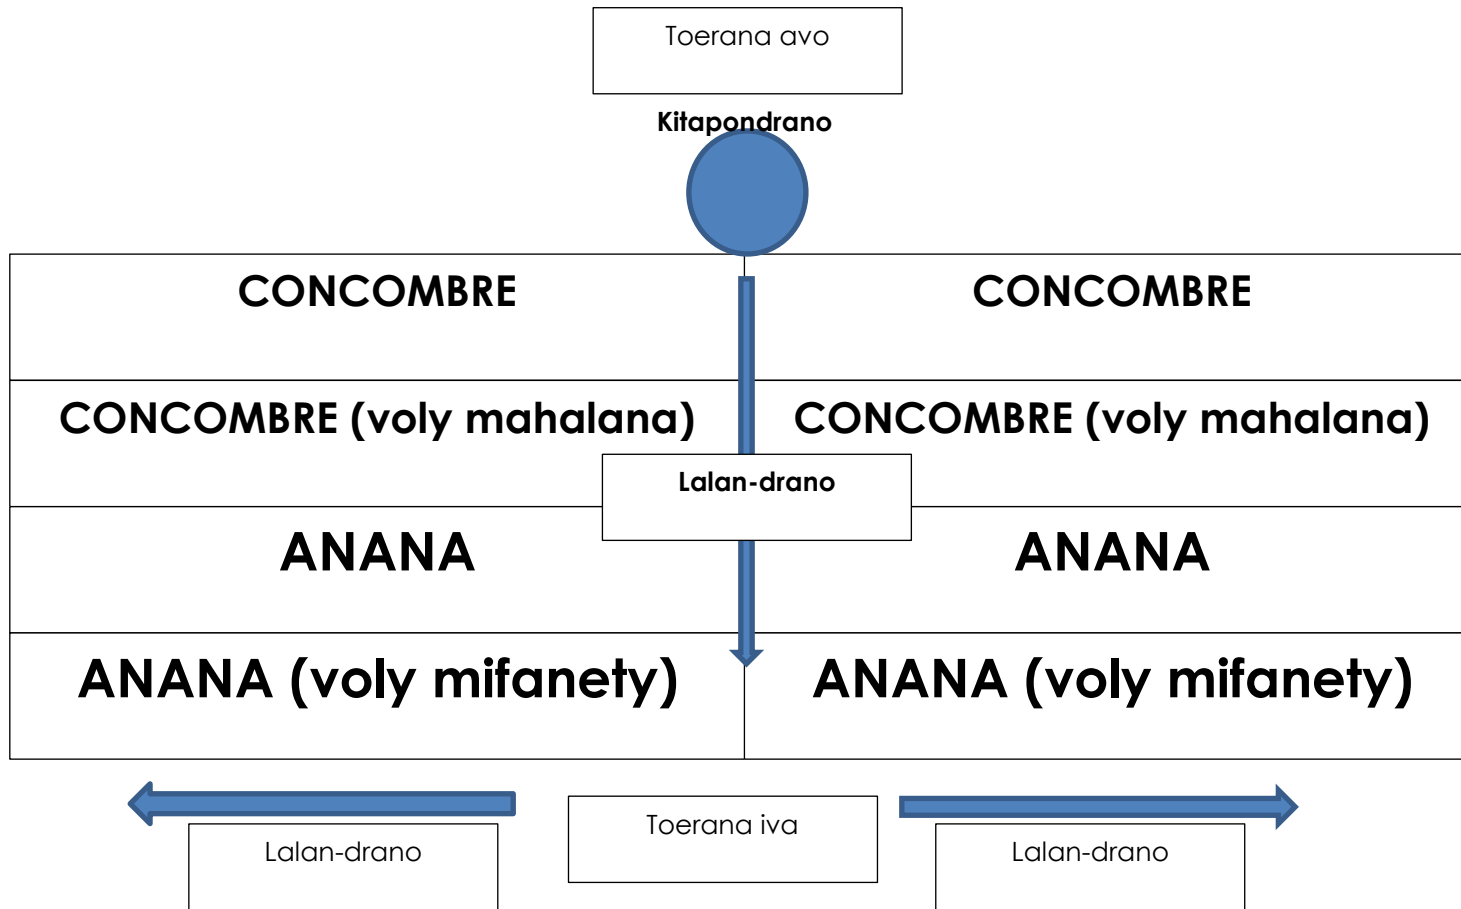 Toerana avo
Kitapondrano
CONCOMBRE
CONCOMBRE
CONCOMBRE (voly mahalana)
CONCOMBRE (voly mahalana)
Lalan-drano
ANANA
ANANA
ANANA (voly mifanety)
ANANA (voly mifanety)
Toerana iva
Lalan-drano
Lalan-drano